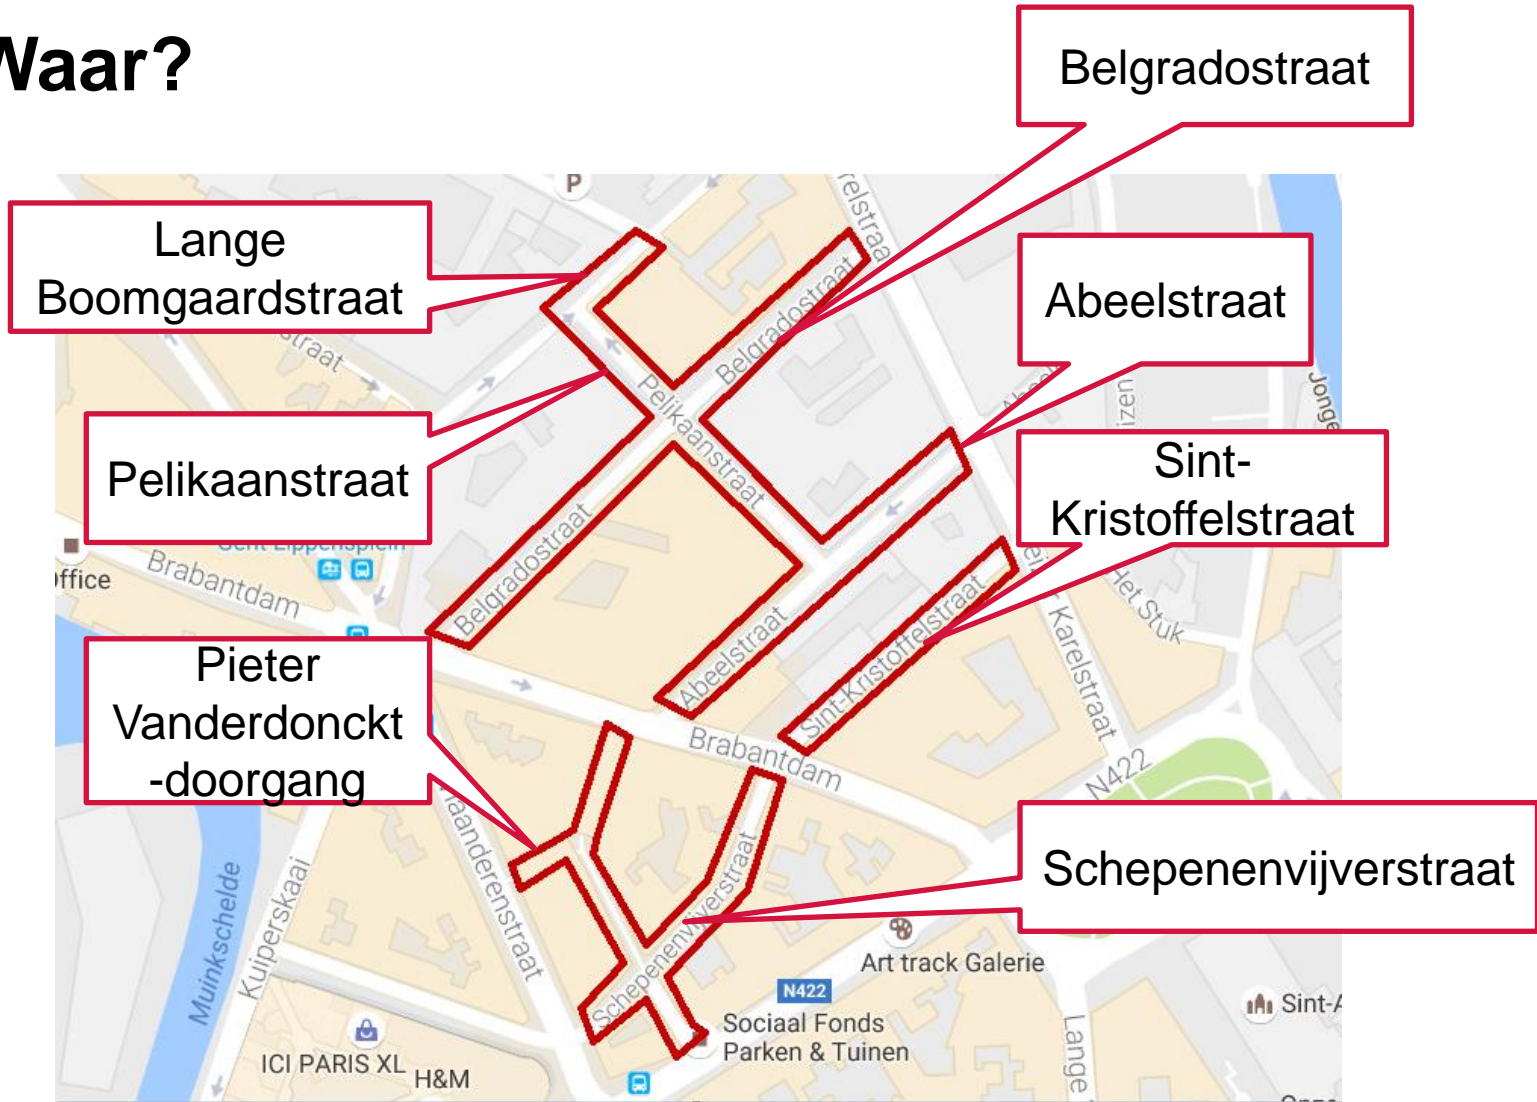 Waar?
Belgradostraat
Lange
Boomgaardstraat
Abeelstraat
Pelikaanstraat
Sint-
Kristoffelstraat
Pieter
Vanderdonckt
-doorgang
Schepenenvijverstraat
P
Belgradostraat
Pelikaanstraat
Belgradostraat
Abeelstraat
Sint-Kristoffelstraat
Brabantdam
Brabantdam
Karelstraat
Het Stuk
N422
Jonge
Muinkschelde
Kuiperskaai
Schepenenvijverstraat
Art track Galerie
N422
Sociaal Fonds
Parken & Tuinen
ICI PARIS XL
H&M
Lange